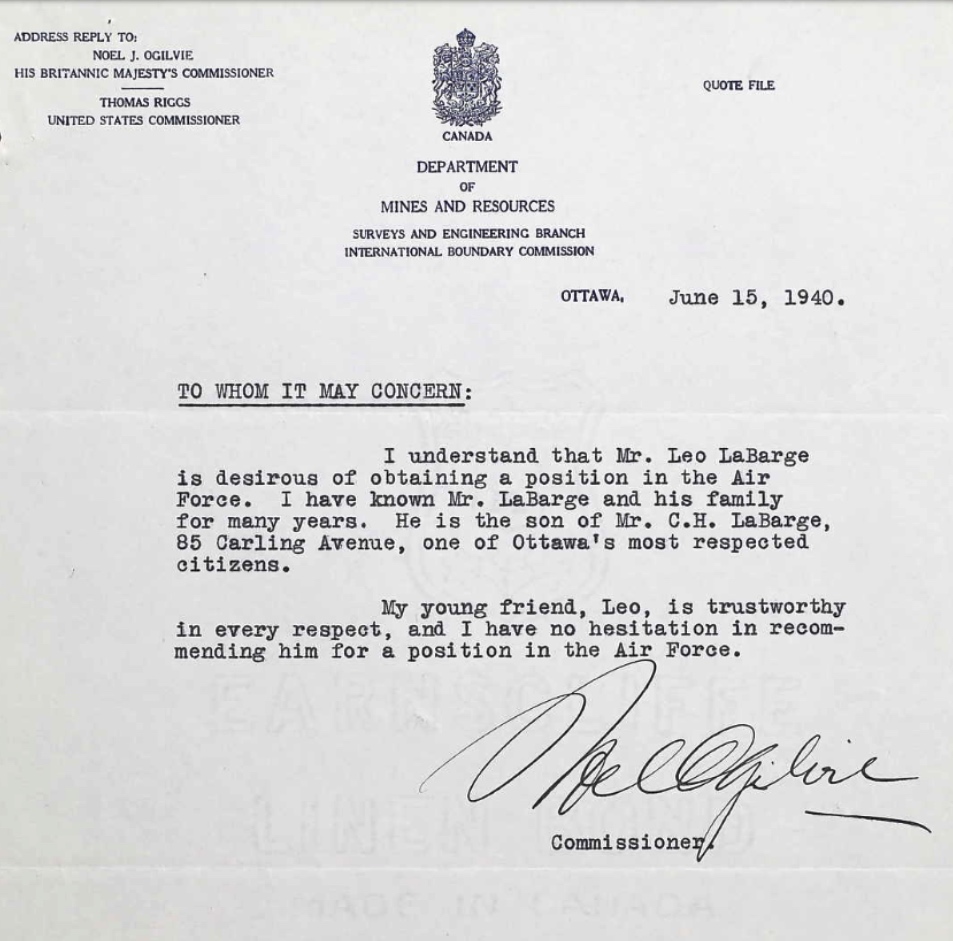 ADDRESS REPLY TO:
NOEL J. OGILVIE
HIS BRITANNIC MAJESTY'S COMMISSIONER
THOMAS RIGGS
UNITED STATES COMMISSIONER
QUOTE FILE
CANADA
DEPARTMENT
OF
MINES AND RESOURCES
SURVEYS AND ENGINEERING BRANCH
INTERNATIONAL BOUNDARY COMMISSION
OTTAWA, June 15, 1940.
TO WHOM IT MAY CONCERN:
I understand that Mr. Leo LaBarge
is desirous of obtaining a position in the Air
Force. I have known Mr. LaBarge and his family
for many years. He is the son of Mr. C.H. LaBarge,
85 Carling Avenue, one of Ottawa's most respected
citizens.
My young friend, Leo, is trustworthy
in every respect, and I have no hesitation in recom-
mending him for a position in the Air Force.
Noel Ogilvie
Commissioner.